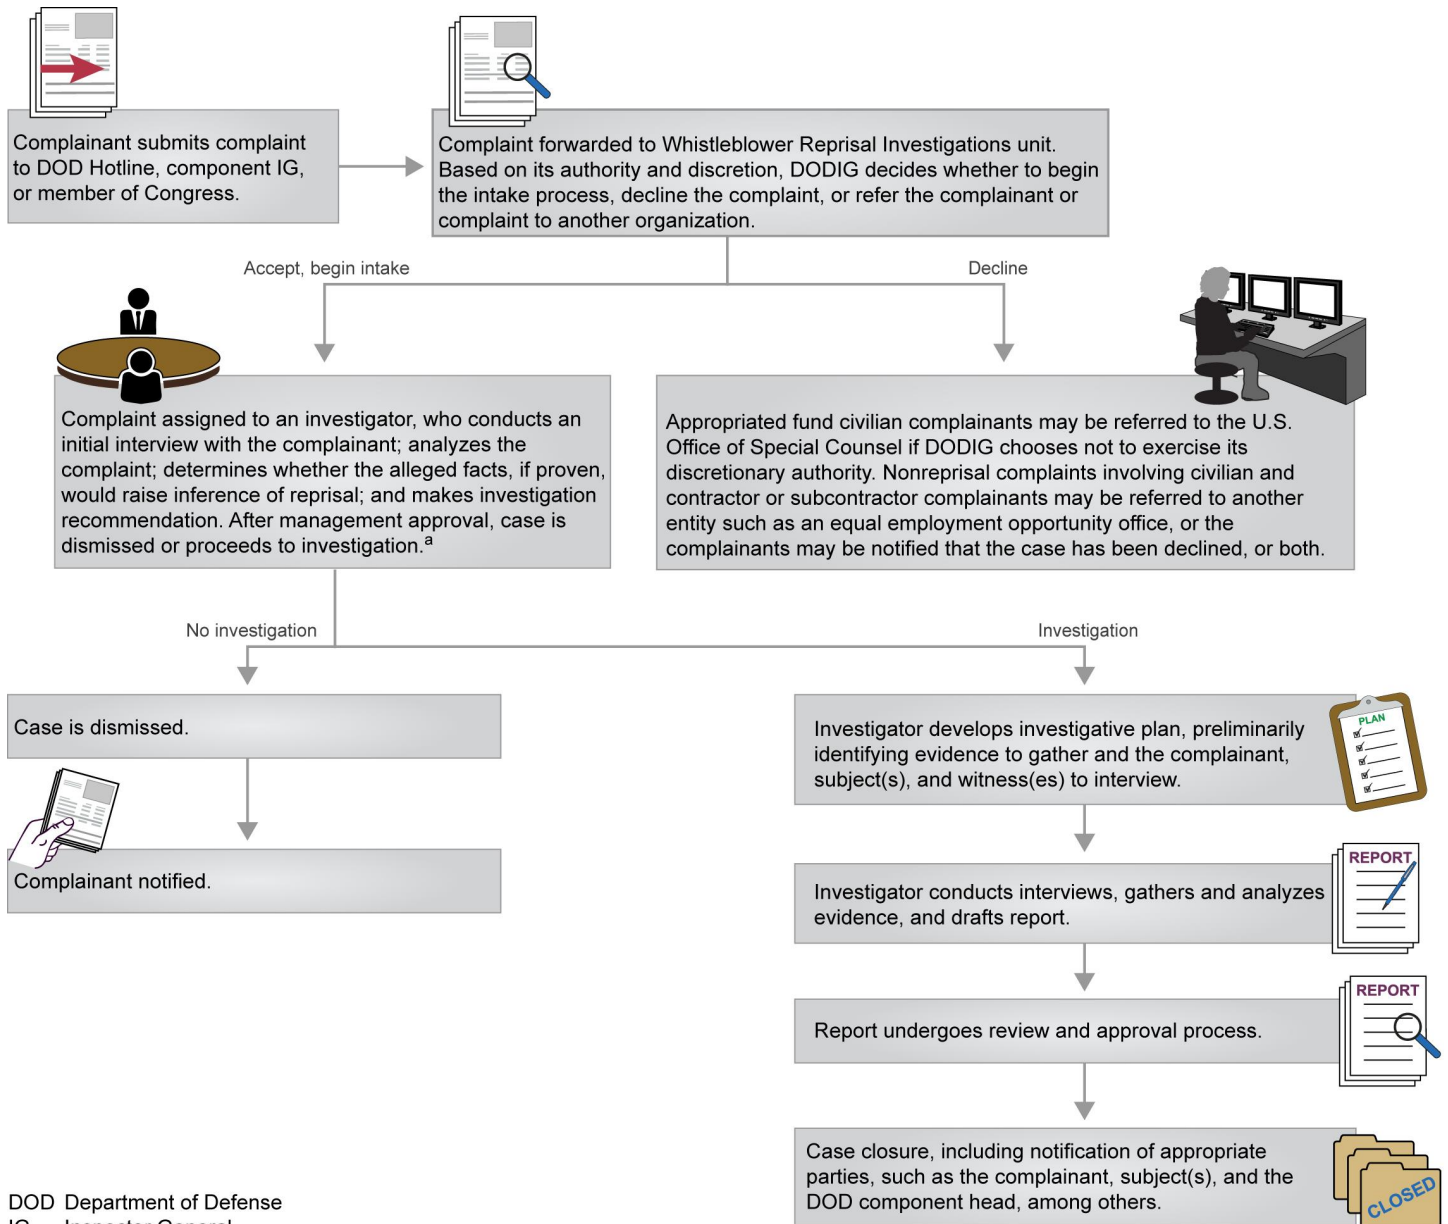 Complainant submits complaint
to DOD Hotline, component IG,
or member of Congress.
Complaint forwarded to Whistleblower Reprisal Investigations unit.
Based on its authority and discretion, DODIG decides whether to begin
the intake process, decline the complaint, or refer the complainant or
complaint to another organization.
Accept, begin intake
Decline
Complaint assigned to an investigator, who conducts an
initial interview with the complainant; analyzes the
complaint; determines whether the alleged facts, if proven,
would raise inference of reprisal; and makes investigation
recommendation. After management approval, case is
dismissed or proceeds to investigation.a
Appropriated fund civilian complainants may be referred to the U.S.
Office of Special Counsel if DODIG chooses not to exercise its
discretionary authority. Nonreprisal complaints involving civilian and
contractor or subcontractor complainants may be referred to another
entity such as an equal employment opportunity office, or the
complainants may be notified that the case has been declined, or both.
No investigation
Investigation
Case is dismissed.
Complainant notified.
Investigator develops investigative plan, preliminarily
identifying evidence to gather and the complainant,
subject(s), and witness(es) to interview.
PLAN
Investigator conducts interviews, gathers and analyzes
evidence, and drafts report.
REPORT
Report undergoes review and approval process.
REPORT
Case closure, including notification of appropriate
parties, such as the complainant, subject(s), and the
DOD component head, among others.
CLOSED
DOD Department of Defense
IG Inspector General